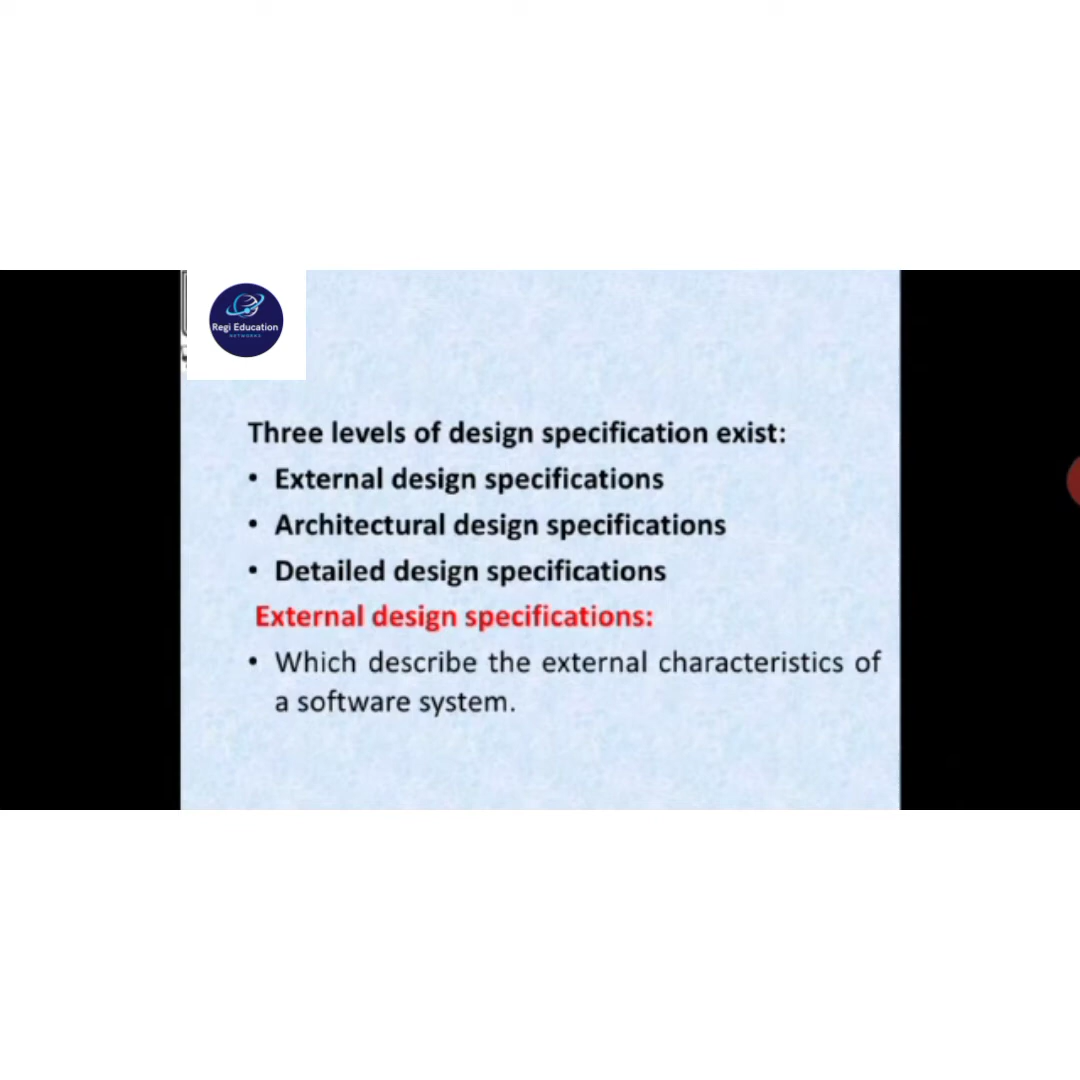 Regi Education
NETWORKS
Three levels of design specification exist:
• External design specifications
• Architectural design specifications
• Detailed design specifications
External design specifications:
• Which describe the external characteristics of
a software system.